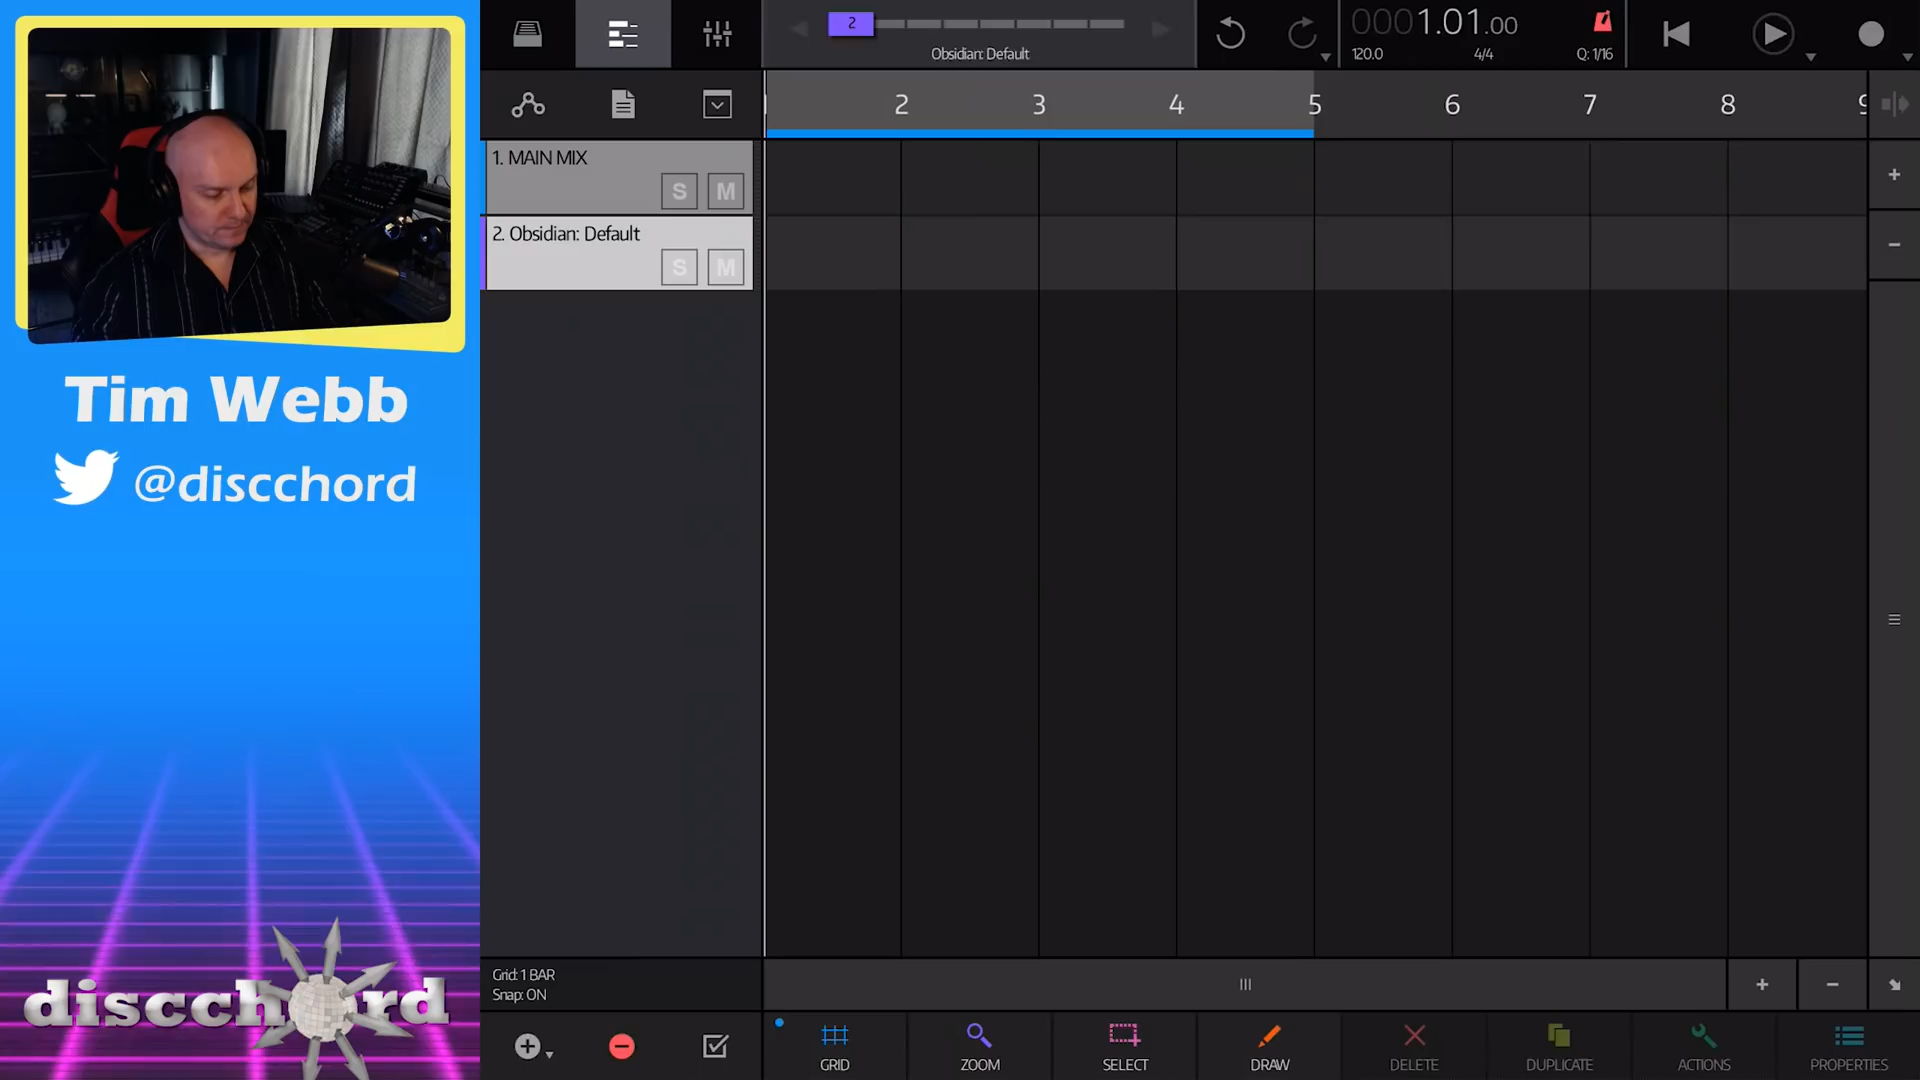 2
Obsidian: Default
0001.01.00
120.0
4/4
Q: 1/16
2
3
4
5
6
7
8
1. MAIN MIX
S
M
2. Obsidian: Default
S
M
Tim Webb
@discchord
discchord
Grid: 1 BAR
Snap: ON
GRID
ZOOM
SELECT
DRAW
DELETE
DUPLICATE
ACTIONS
PROPERTIES